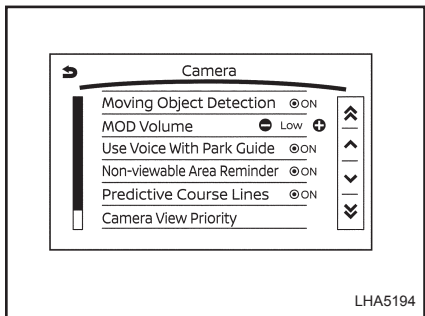 Camera
Moving Object Detection ON
MOD Volume Low
Use Voice With Park Guide ON
Non-viewable Area Reminder ON
Predictive Course Lines ON
Camera View Priority
LHA5194